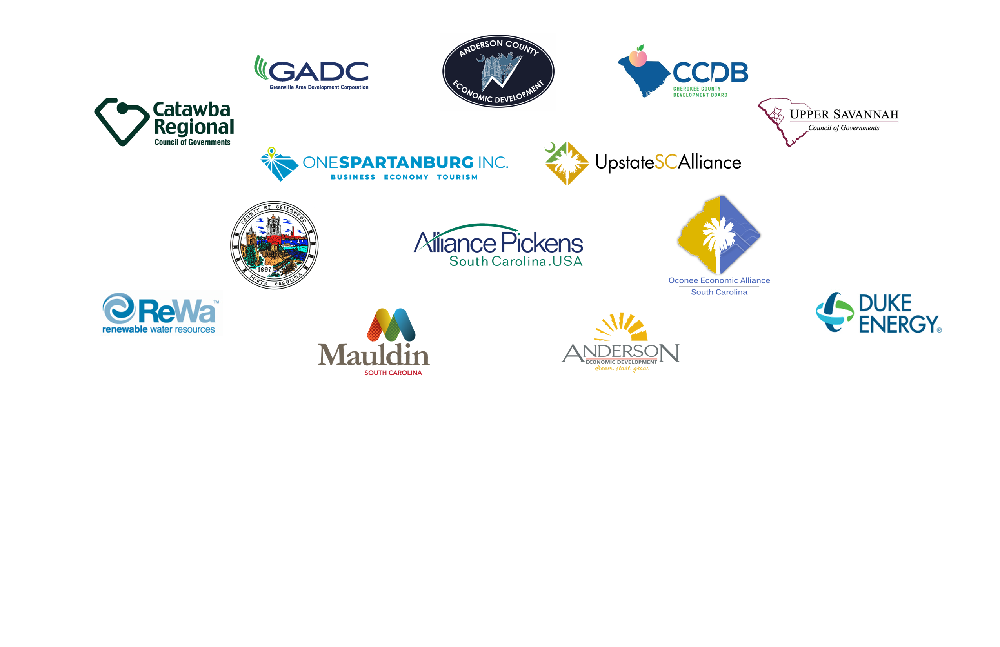 ANDERSON COUNTY
ECONOMIC DEVELOPMENT
GADC
Greenville Area Development Corporation
CCDB
CHEROKEE COUNTY
DEVELOPMENT BOARD
Catawba
Regional
Council of Governments
UPPER SAVANNAH
Council of Governments
ONESPARTANBURG INC.
BUSINESS ECONOMY TOURISM
UpstateSCAlliance
COUNTY OF GREENWOOD
1897
SOUTH CAROLINA
Alliance Pickens
South Carolina.USA
Oconee Economic Alliance
South Carolina
ReWa™
renewable water resources
DUKE
ENERGY®
Mauldin
SOUTH CAROLINA
ANDERSON
ECONOMIC DEVELOPMENT
dream. start. grow.